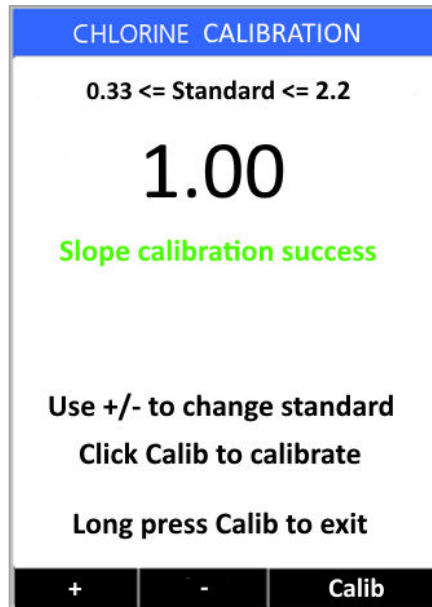 CHLORINE CALIBRATION
0.33 <= Standard <= 2.2
1.00
Slope calibration success
Use +/- to change standard
Click Calib to calibrate
Long press Calib to exit
+ - Calib